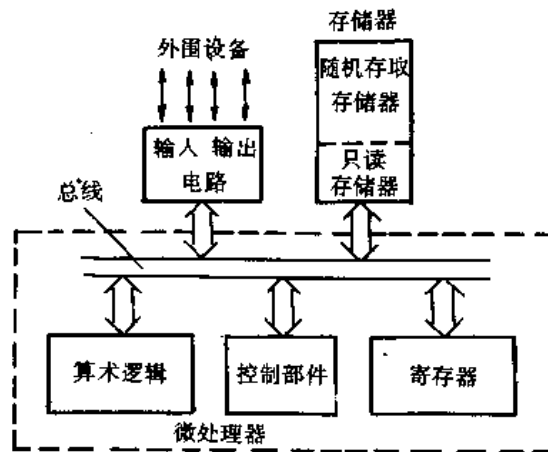 存储器
外围设备
随机存取
存储器
输入 输出
电路
只读
存储器
总线
算术逻辑
控制部件
寄存器
微处理器